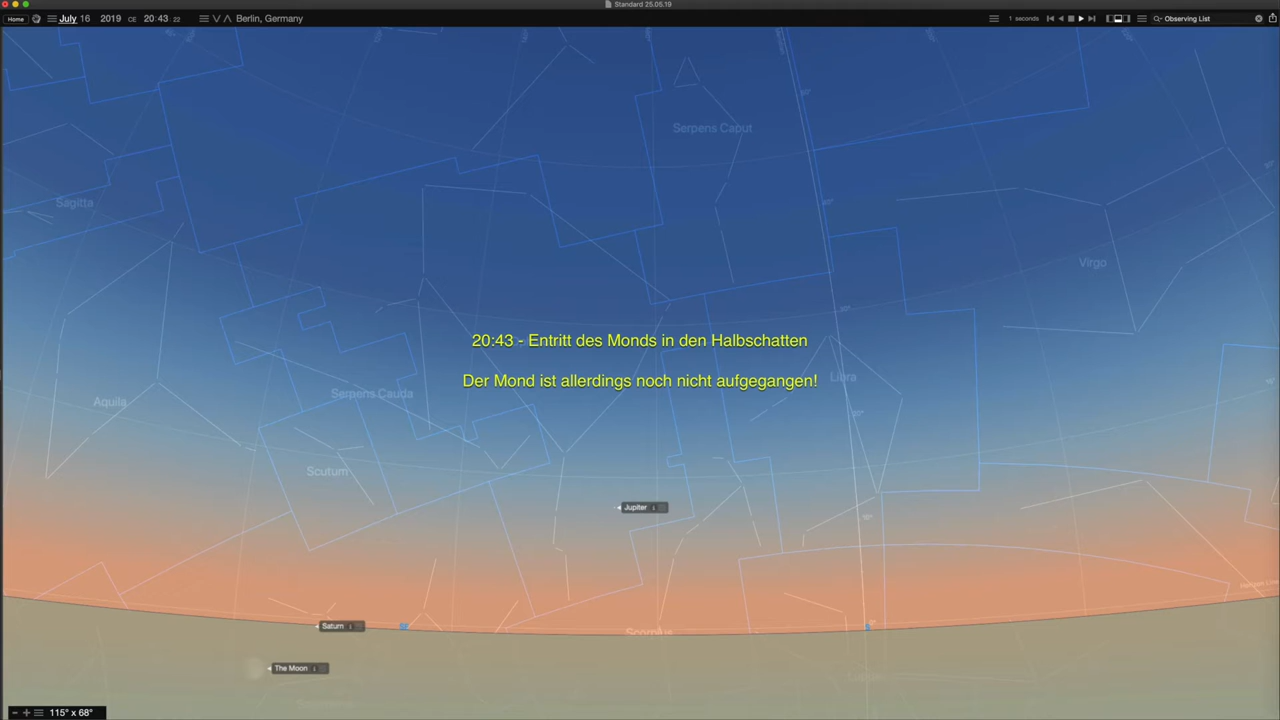 Standard 25.05.19
Home July 16 2019 CE 20:43 22 Berlin, Germany 1 seconds Observing List
Serpens Caput
Sagitta
Virgo
20:43 - Entritt des Monds in den Halbschatten
Libra
Der Mond ist allerdings noch nicht aufgegangen!
Serpens Cauda
Aquila
Scutum
Jupiter
Saturn
Scorpius
The Moon
115° x 68°